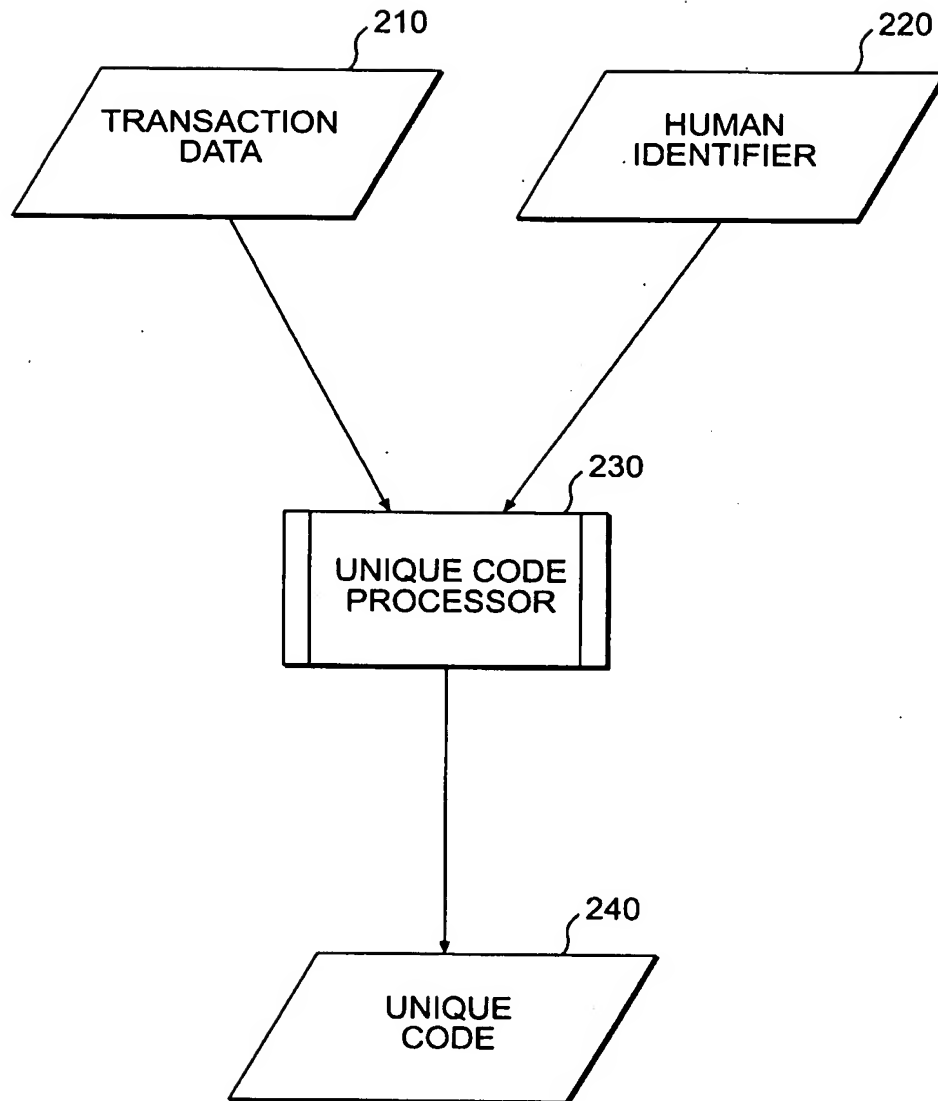 210
220
TRANSACTION
DATA
HUMAN
IDENTIFIER
230
UNIQUE CODE
PROCESSOR
240
UNIQUE
CODE